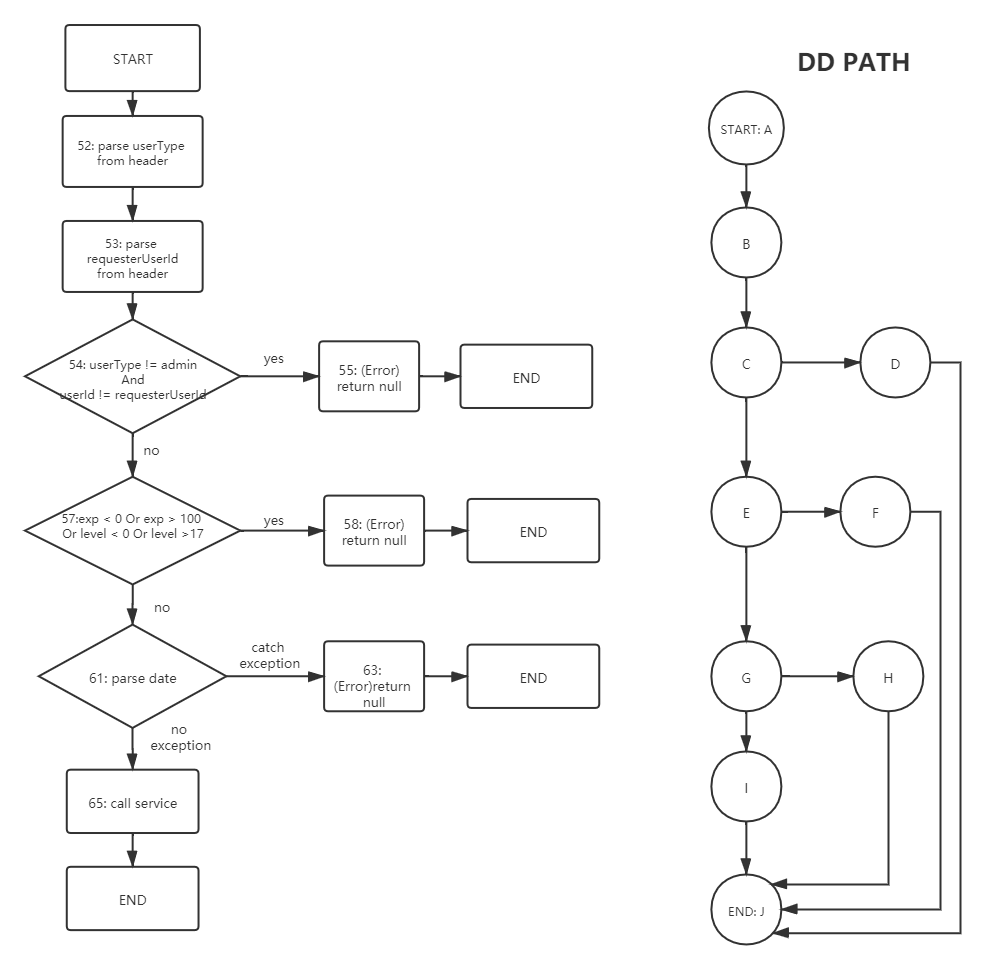 START
52: parse userType
from header
53: parse
requesterUserId
from header
54: userType != admin
And
userId != requesterUserId
yes
55: (Error)
return null
END
no
57:exp < 0 Or exp > 100
Or level < 0 Or level >17
yes
58: (Error)
return null
END
no
61: parse date
catch
exception
63:
(Error)return
null
END
no
exception
65: call service
END
DD PATH
START: A
B
C
D
E
F
G
H
I
END: J